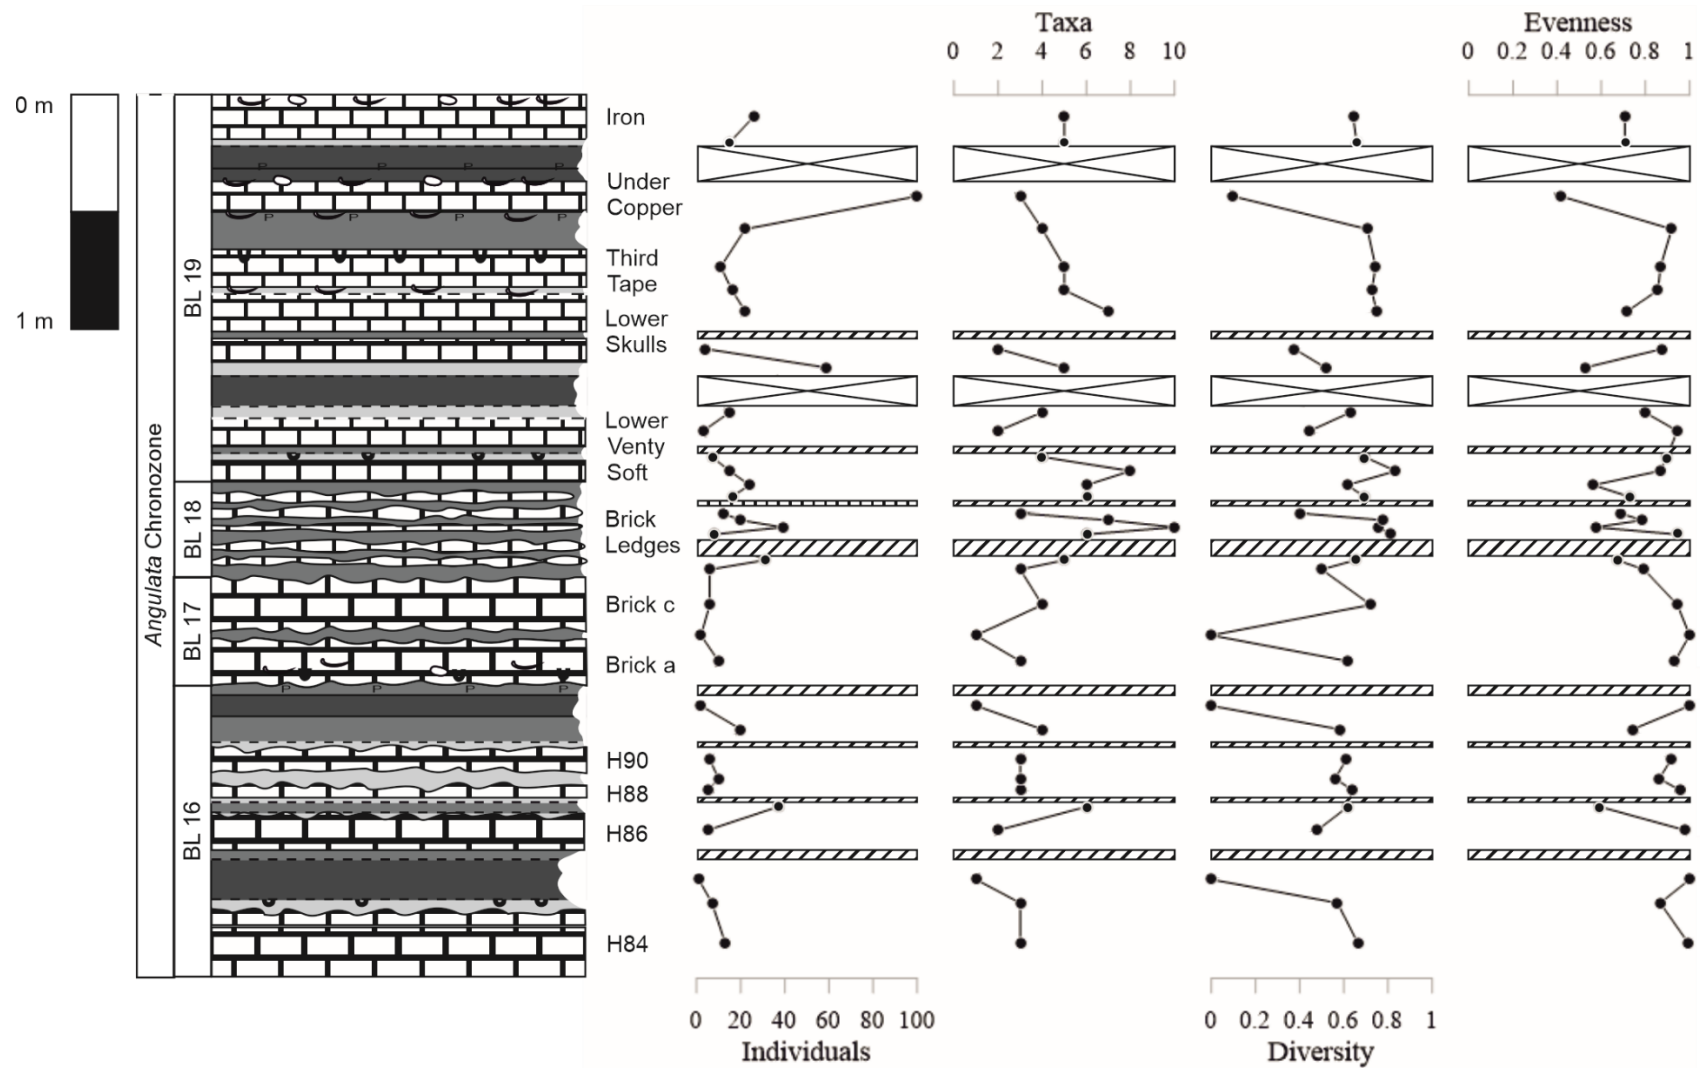 Taxa
Evenness
0 2 4 6 8 10
0 0.2 0.4 0.6 0.8 1
0 m
1 m
Angulata Chronozone
BL 19
BL 18
BL 17
BL 16
P P P P
P P P P
P P P P
Iron
Under
Copper
Third
Tape
Lower
Skulls
Lower
Venty
Soft
Brick
Ledges
Brick c
Brick a
H90
H88
H86
H84
0 20 40 60 80 100
0 0.2 0.4 0.6 0.8 1
Individuals
Diversity